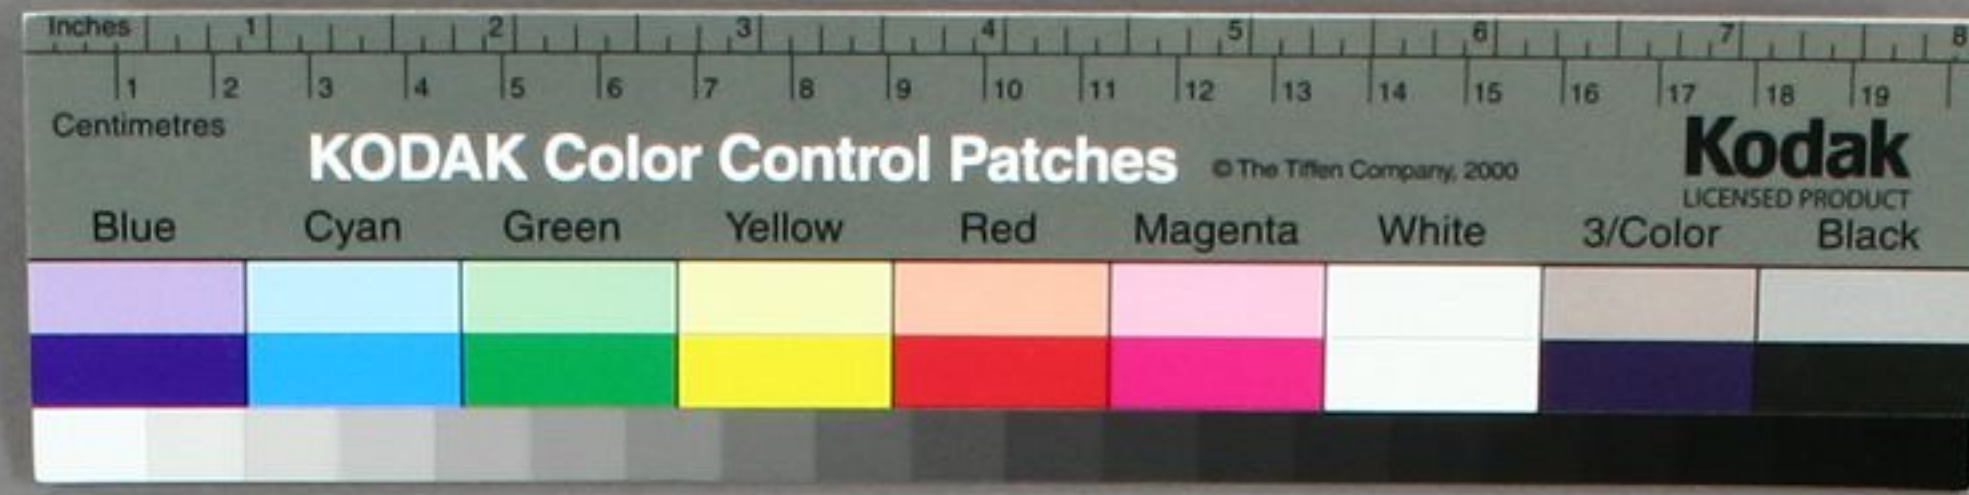 Inches 1 2 3 4 5 6 7 8
1 2 3 4 5 6 7 8 9 10 11 12 13 14 15 16 17 18 19
Centimetres
KODAK Color Control Patches © The Tiffen Company, 2000 Kodak
LICENSED PRODUCT
Blue Cyan Green Yellow Red Magenta White 3/Color Black